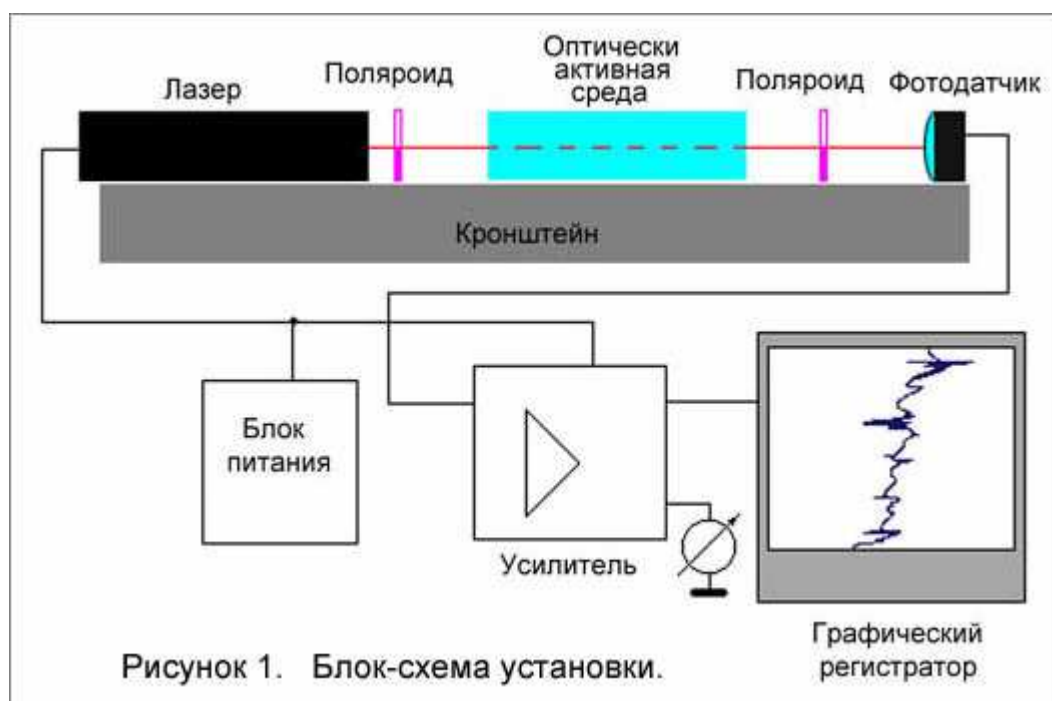 Лазер
Поляроид
Оптически
активная
среда
Поляроид
Фотодатчик
Кронштейн
Блок
питания
Усилитель
Графический
регистратор
Рисунок 1. Блок-схема установки.